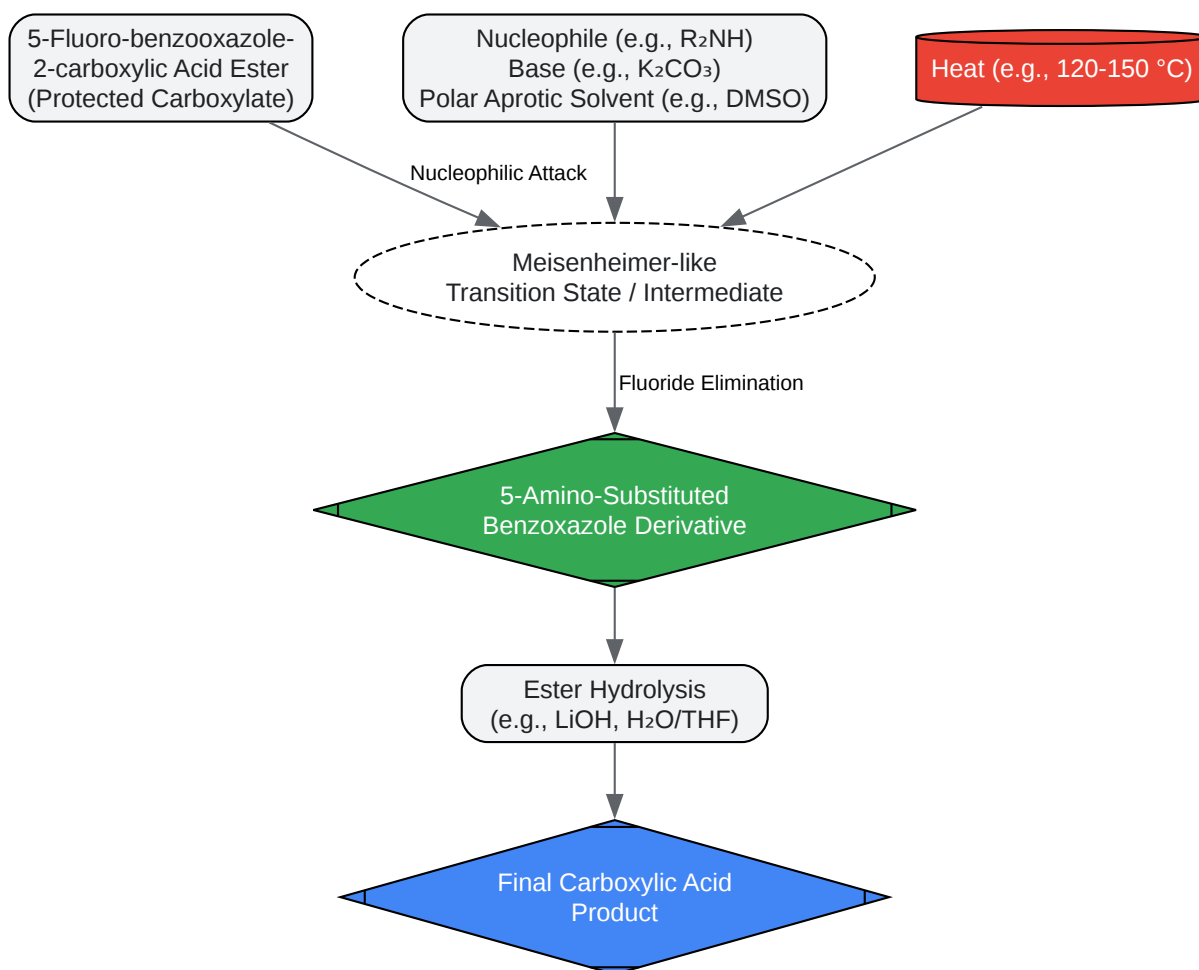 5-Fluoro-benzooxazole-
2-carboxylic Acid Ester
(Protected Carboxylate)
Nucleophile (e.g., R₂NH)
Base (e.g., K₂CO₃)
Polar Aprotic Solvent (e.g., DMSO)
Heat (e.g., 120-150 °C)
Nucleophilic Attack
Meisenheimer-like
Transition State / Intermediate
Fluoride Elimination
5-Amino-Substituted
Benzoxazole Derivative
Ester Hydrolysis
(e.g., LiOH, H₂O/THF)
Final Carboxylic Acid
Product